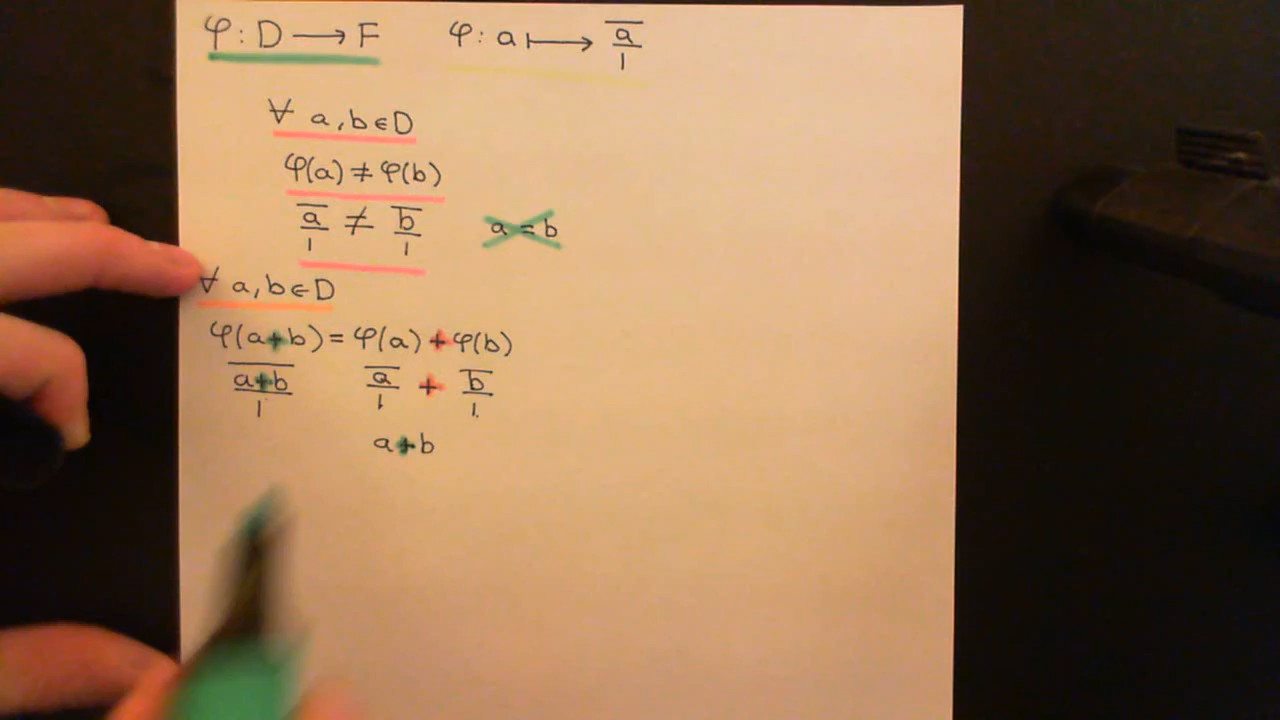 φ : D ⟶ F   φ : a ⟼ a̅/1
∀ a, b ∈ D
φ(a) ≠ φ(b)
a̅/1 ≠ b̅/1   a = b
∀ a, b ∈ D
φ(a+b) = φ(a) + φ(b)
a̅+̅b̅/1   a̅/1 + b̅/1
a+b